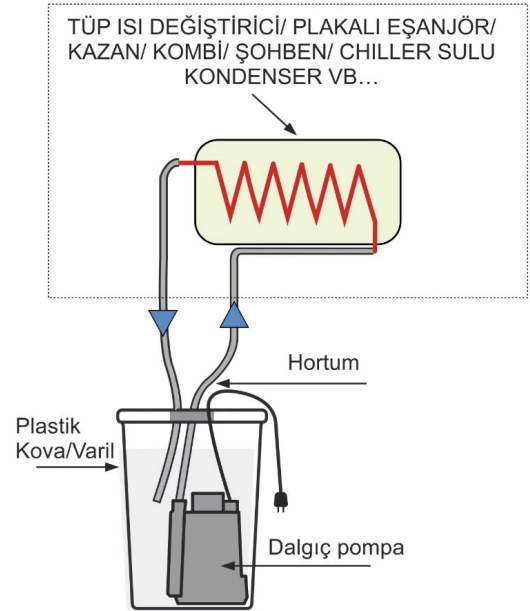 TÜP ISI DEĞİŞTİRİCİ/ PLAKALI EŞANJÖR/
KAZAN/ KOMBİ/ ŞOHBEN/ CHILLER SULU
KONDENSER VB...
Hortum
Plastik
Kova/Varil
Dalgıç pompa